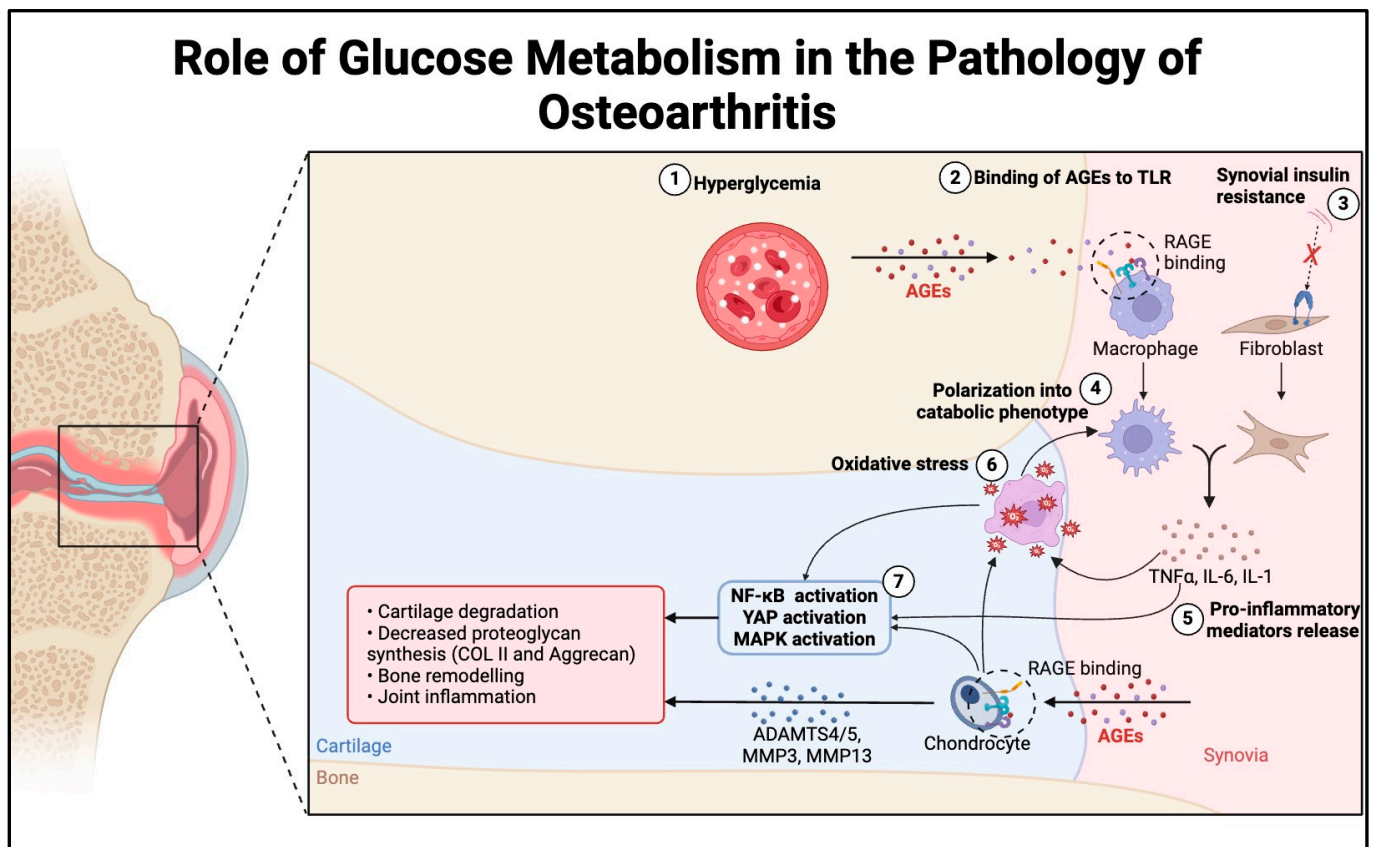 Role of Glucose Metabolism in the Pathology of
Osteoarthritis
1 Hyperglycemia
2 Binding of AGEs to TLR
Synovial insulin
resistance 3
RAGE
binding
X
AGEs
Macrophage
Fibroblast
Polarization into 4
catabolic phenotype
Oxidative stress 6
TNFα, IL-6, IL-1
5 Pro-inflammatory
mediators release
7
NF-κB activation
YAP activation
MAPK activation
• Cartilage degradation
• Decreased proteoglycan
synthesis (COL II and Aggrecan)
• Bone remodelling
• Joint inflammation
RAGE binding
ADAMTS4/5,
MMP3, MMP13
Chondrocyte
AGEs
Cartilage
Synovia
Bone